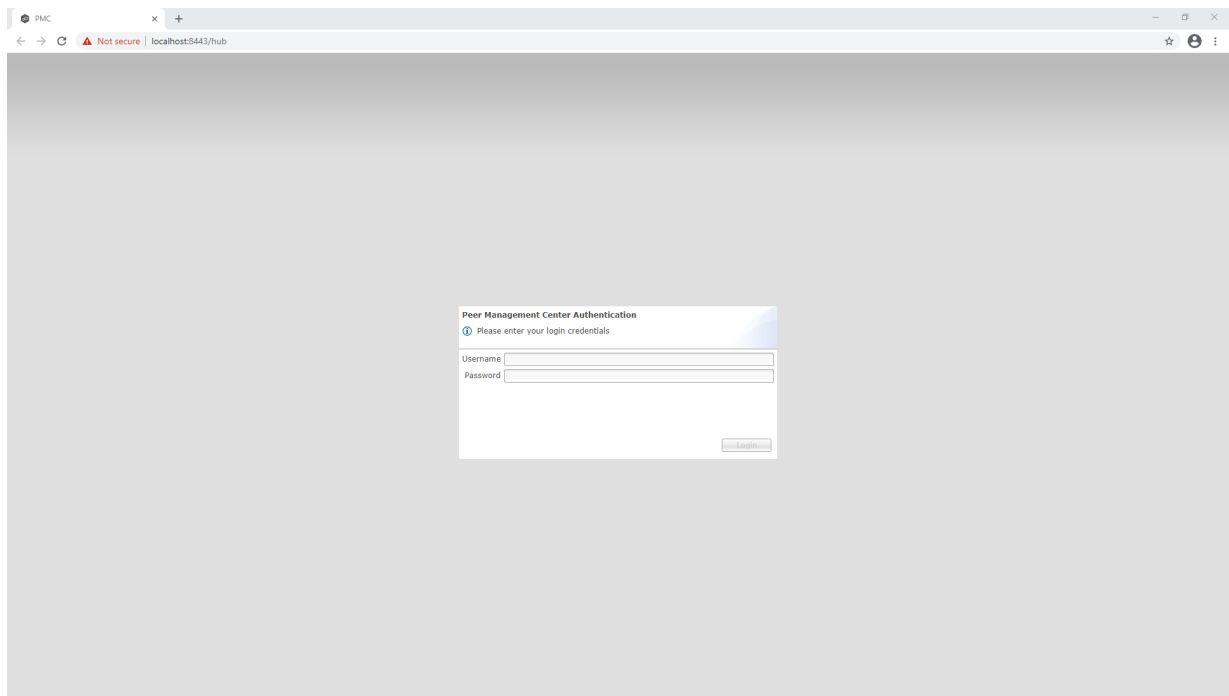 PMC
Not secure | localhost:8443/hub
Peer Management Center Authentication
Please enter your login credentials
Username
Password
Login